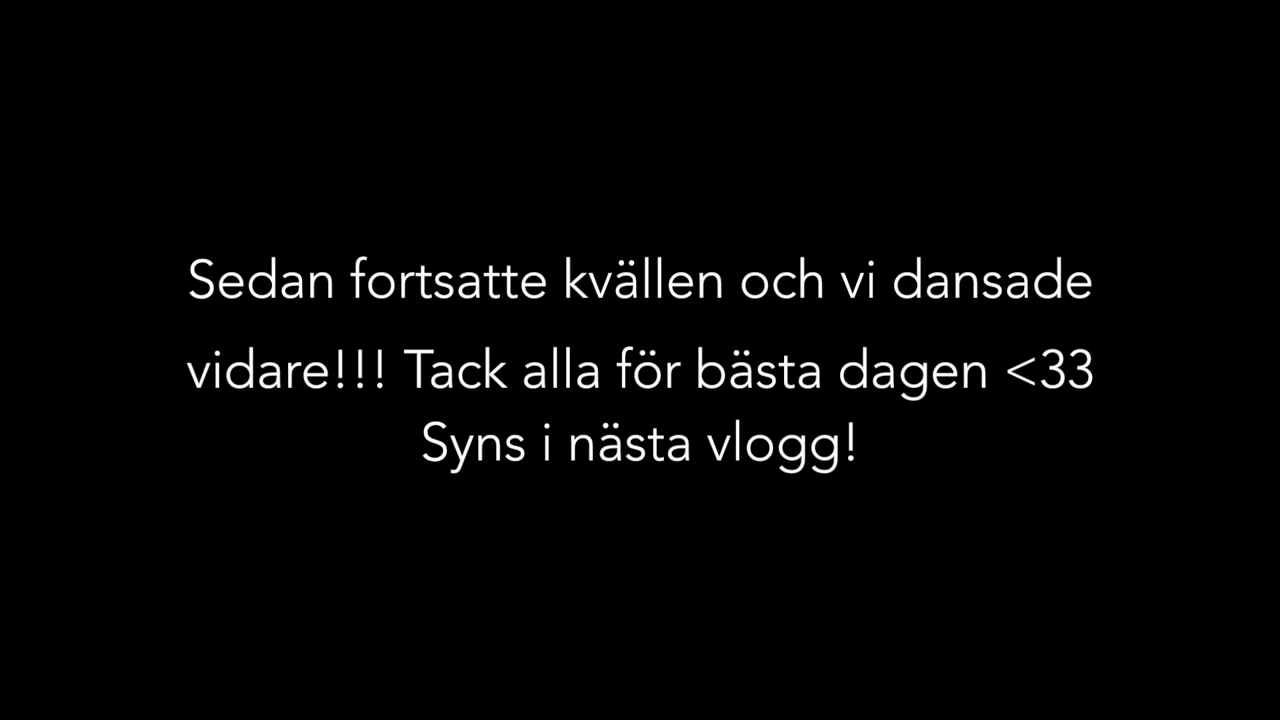 Sedan fortsatte kvällen och vi dansade
vidare!!! Tack alla för bästa dagen <33
Syns i nästa vlogg!